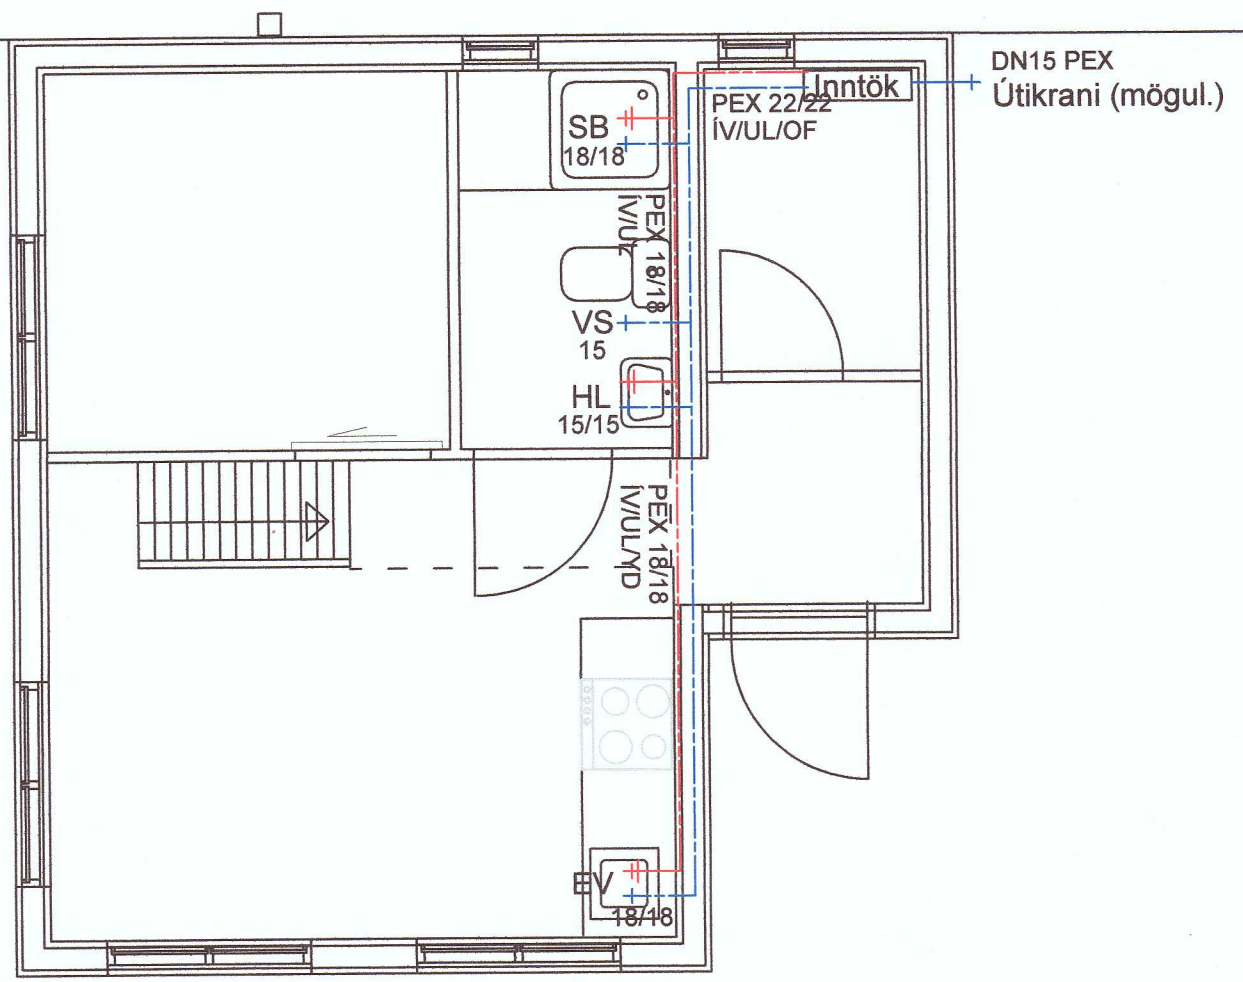 DN15 PEX
Útikrani (mögul.)
Inntök
PEX 22/22
ÍV/UL/OF
SB
18/18
PEX 18/18
ÍV/UL
VS
15
HL
15/15
PEX 18/18
ÍV/UL/YD
EV
18/18